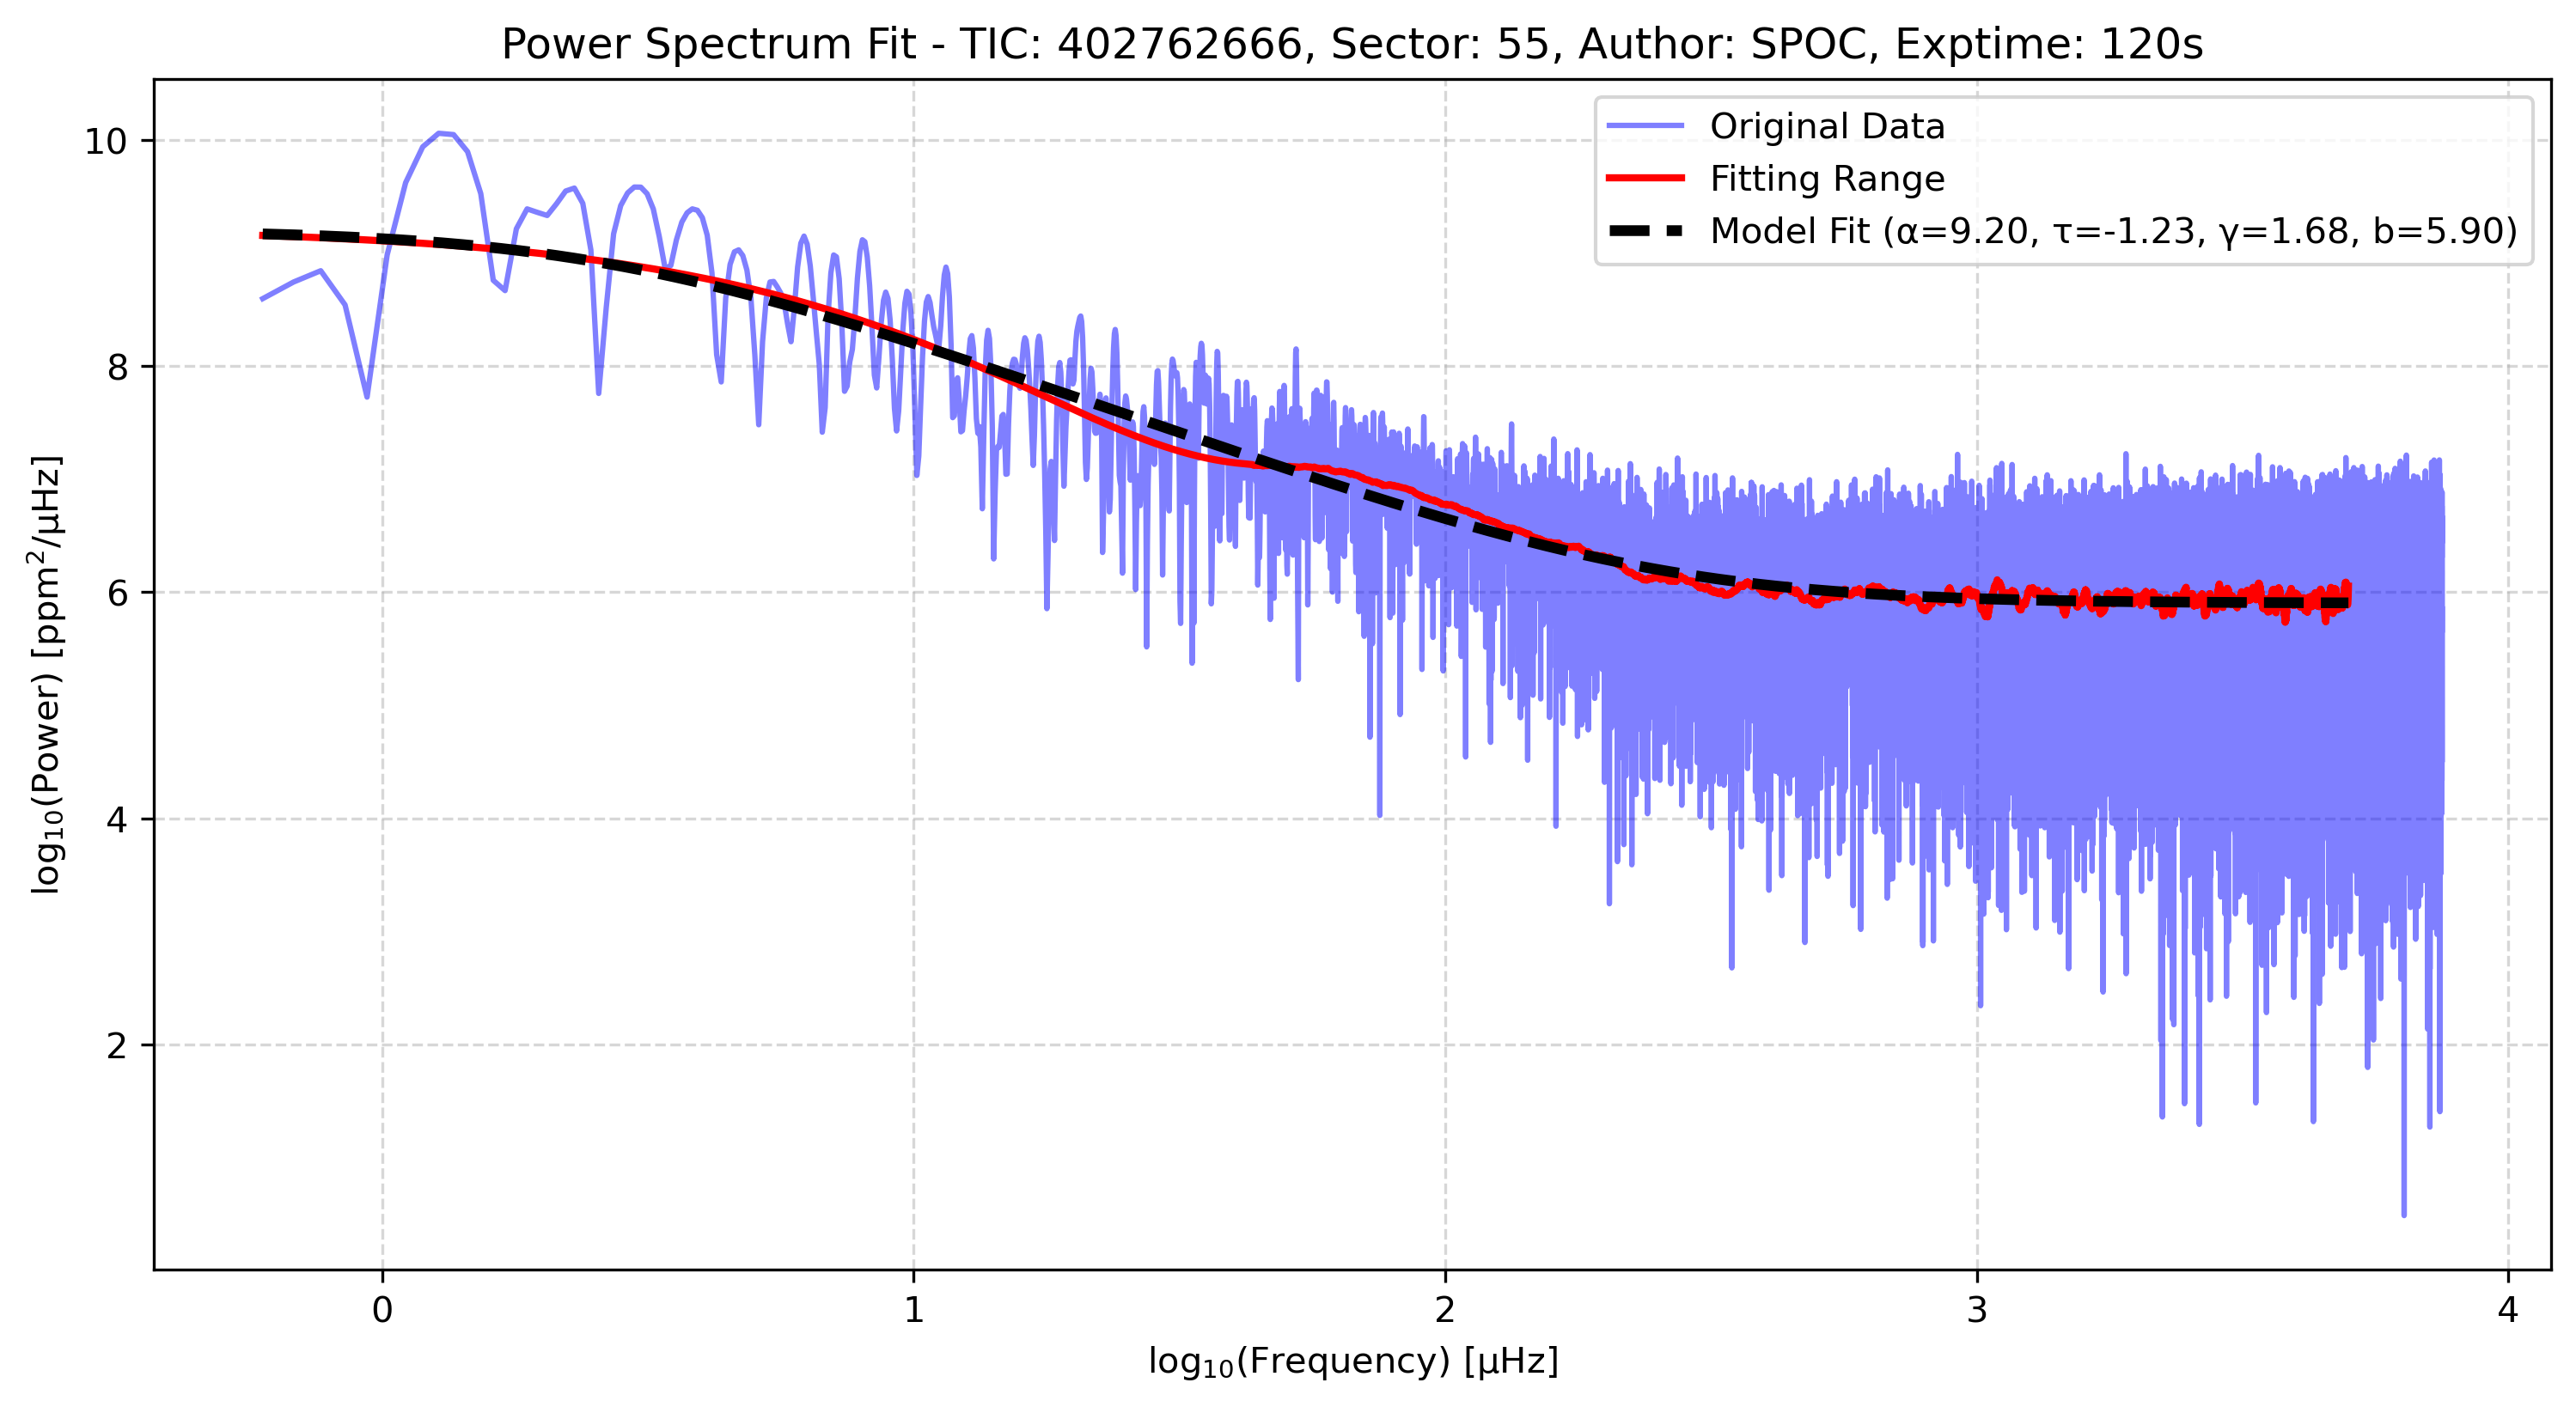 Power Spectrum Fit - TIC: 402762666, Sector: 55, Author: SPOC, Exptime: 120s
Original Data
Fitting Range
Model Fit (α=9.20, τ=-1.23, γ=1.68, b=5.90)
log₁₀(Power) [ppm²/μHz]
10
8
6
4
2
0 1 2 3 4
log₁₀(Frequency) [μHz]